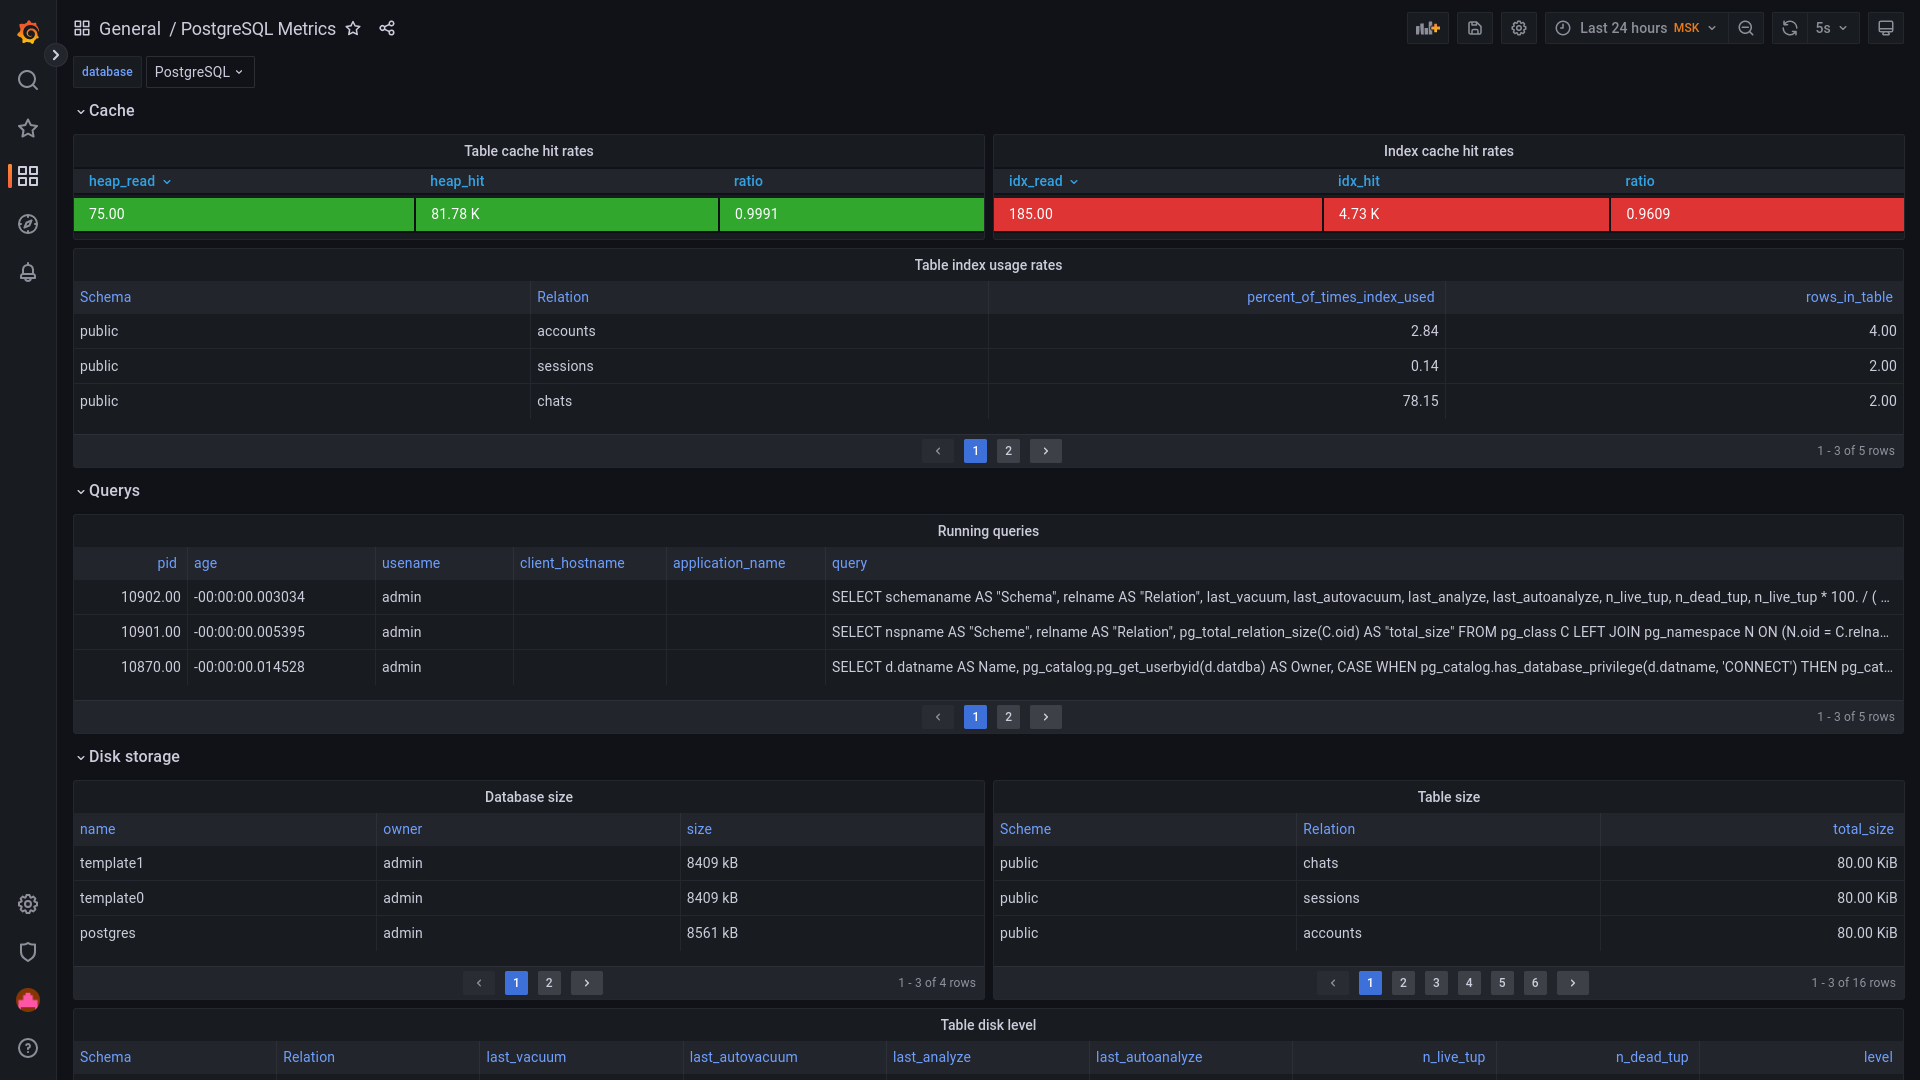 General / PostgreSQL Metrics
Last 24 hours MSK
5s
database PostgreSQL
Cache
Table cache hit rates
heap_read heap_hit ratio
75.00 81.78 K 0.9991
Index cache hit rates
idx_read idx_hit ratio
185.00 4.73 K 0.9609
Table index usage rates
Schema Relation percent_of_times_index_used rows_in_table
public accounts 2.84 4.00
public sessions 0.14 2.00
public chats 78.15 2.00
1 2
1 - 3 of 5 rows
Querys
Running queries
pid age usename client_hostname application_name query
10902.00 -00:00:00.003034 admin SELECT schemaname AS "Schema", relname AS "Relation", last_vacuum, last_autovacuum, last_analyze, last_autoanalyze, n_live_tup, n_dead_tup, n_live_tup * 100. / ( ...
10901.00 -00:00:00.005395 admin SELECT nspname AS "Scheme", relname AS "Relation", pg_total_relation_size(C.oid) AS "total_size" FROM pg_class C LEFT JOIN pg_namespace N ON (N.oid = C.relna...
10870.00 -00:00:00.014528 admin SELECT d.datname AS Name, pg_catalog.pg_get_userbyid(d.datdba) AS Owner, CASE WHEN pg_catalog.has_database_privilege(d.datname, 'CONNECT') THEN pg_cat...
1 2
1 - 3 of 5 rows
Disk storage
Database size
name owner size
template1 admin 8409 kB
template0 admin 8409 kB
postgres admin 8561 kB
1 2
1 - 3 of 4 rows
Table size
Scheme Relation total_size
public chats 80.00 KiB
public sessions 80.00 KiB
public accounts 80.00 KiB
1 2 3 4 5 6
1 - 3 of 16 rows
Table disk level
Schema Relation last_vacuum last_autovacuum last_analyze last_autoanalyze n_live_tup n_dead_tup level